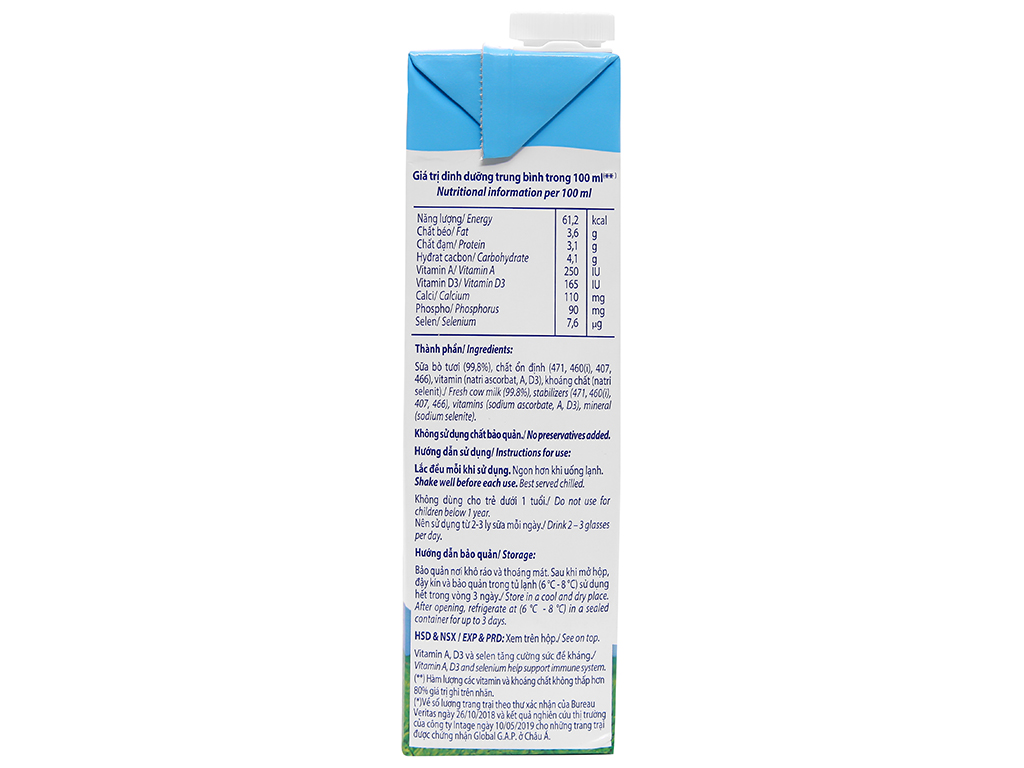 Giá trị dinh dưỡng trung bình trong 100 ml(**)
Nutritional information per 100 ml
Năng lượng/ Energy 61,2 kcal
Chất béo/ Fat 3,6 g
Chất đạm/ Protein 3,1 g
Hyđrat cacbon/ Carbohydrate 4,1 g
Vitamin A/ Vitamin A 250 IU
Vitamin D3/ Vitamin D3 165 IU
Calci/ Calcium 110 mg
Phospho/ Phosphorus 90 mg
Selen/ Selenium 7,6 µg
Thành phần/ Ingredients:
Sữa bò tươi (99,8%), chất ổn định (471, 460(i), 407,
466), vitamin (natri ascorbat, A, D3), khoáng chất (natri
selenit)./ Fresh cow milk (99.8%), stabilizers (471, 460(i),
407, 466), vitamins (sodium ascorbate, A, D3), mineral
(sodium selenite).
Không sử dụng chất bảo quản./ No preservatives added.
Hướng dẫn sử dụng/ Instructions for use:
Lắc đều mỗi khi sử dụng. Ngon hơn khi uống lạnh.
Shake well before each use. Best served chilled.
Không dùng cho trẻ dưới 1 tuổi./ Do not use for
children below 1 year.
Nên sử dụng từ 2-3 ly sữa mỗi ngày./ Drink 2 – 3 glasses
per day.
Hướng dẫn bảo quản/ Storage:
Bảo quản nơi khô ráo và thoáng mát. Sau khi mở hộp,
đậy kín và bảo quản trong tủ lạnh (6 °C - 8 °C) sử dụng
hết trong vòng 3 ngày./ Store in a cool and dry place.
After opening, refrigerate at (6 °C - 8 °C) in a sealed
container for up to 3 days.
HSD & NSX / EXP & PRD: Xem trên hộp./ See on top.
Vitamin A, D3 và selen tăng cường sức đề kháng./
Vitamin A, D3 and selenium help support immune system.
(**) Hàm lượng các vitamin và khoáng chất không thấp hơn
80% giá trị ghi trên nhãn.
(*)Về số lượng trang trại theo thư xác nhận của Bureau
Veritas ngày 26/10/2018 và kết quả nghiên cứu thị trường
của công ty Intage ngày 10/05/2019 cho những trang trại
được chứng nhận Global G.A.P. ở Châu Á.